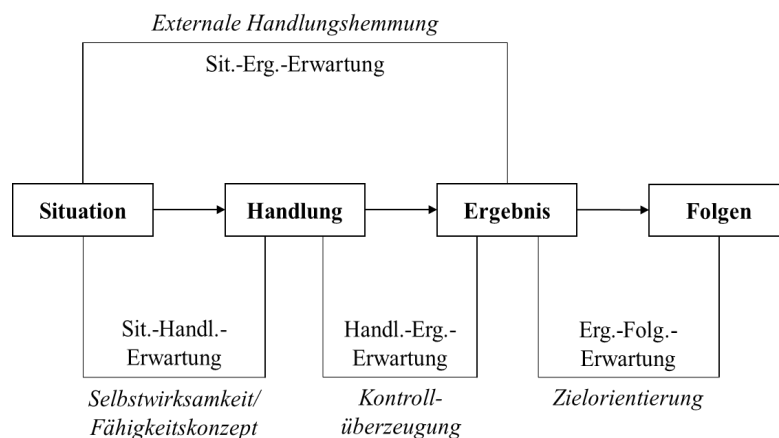 Externale Handlungshemmung
Sit.-Erg.-Erwartung
Situation
Handlung
Ergebnis
Folgen
Sit.-Handl.-
Erwartung
Handl.-Erg.-
Erwartung
Erg.-Folg.-
Erwartung
Selbstwirksamkeit/
Fähigkeitskonzept
Kontroll-
überzeugung
Zielorientierung